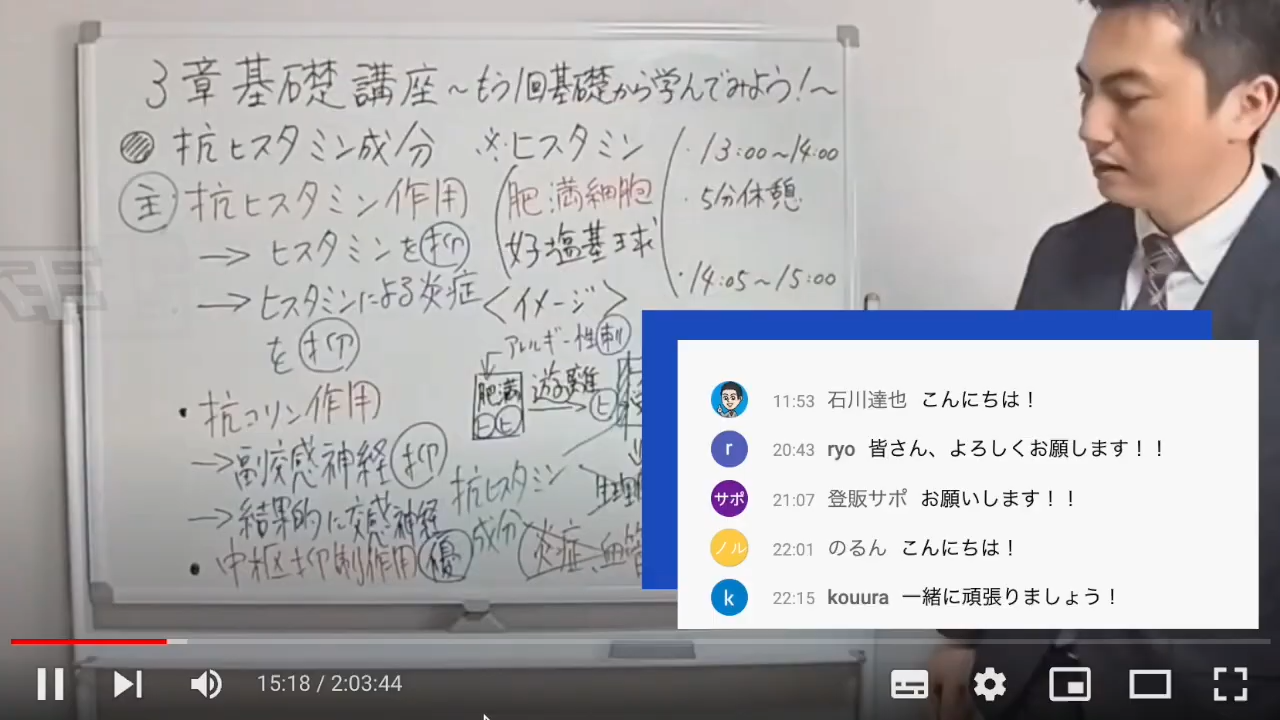 3章基礎講座～もう1回基礎から学んでみよう!～
抗ヒスタミン成分
※ヒスタミン
・13:00～14:00
主 抗ヒスタミン作用
肥満細胞
・5分休憩
→ヒスタミンを抑
好塩基球
・14:05～15:00
→ヒスタミンによる炎症
を抑
<イメージ>
アレルギー性刺
肥満
遊離
ヒ ヒ
ヒ
・抗コリン作用
→副交感神経抑
抗ヒスタミン
成分
→結果的に交感神経
優
炎症、血管
・中枢抑制作用
11:53 石川達也 こんにちは!
r 20:43 ryo 皆さん、よろしくお願します!!
サポ 21:07 登販サポ お願いします!!
ノル 22:01 のるん こんにちは!
k 22:15 kouura 一緒に頑張りましょう!
15:18 / 2:03:44